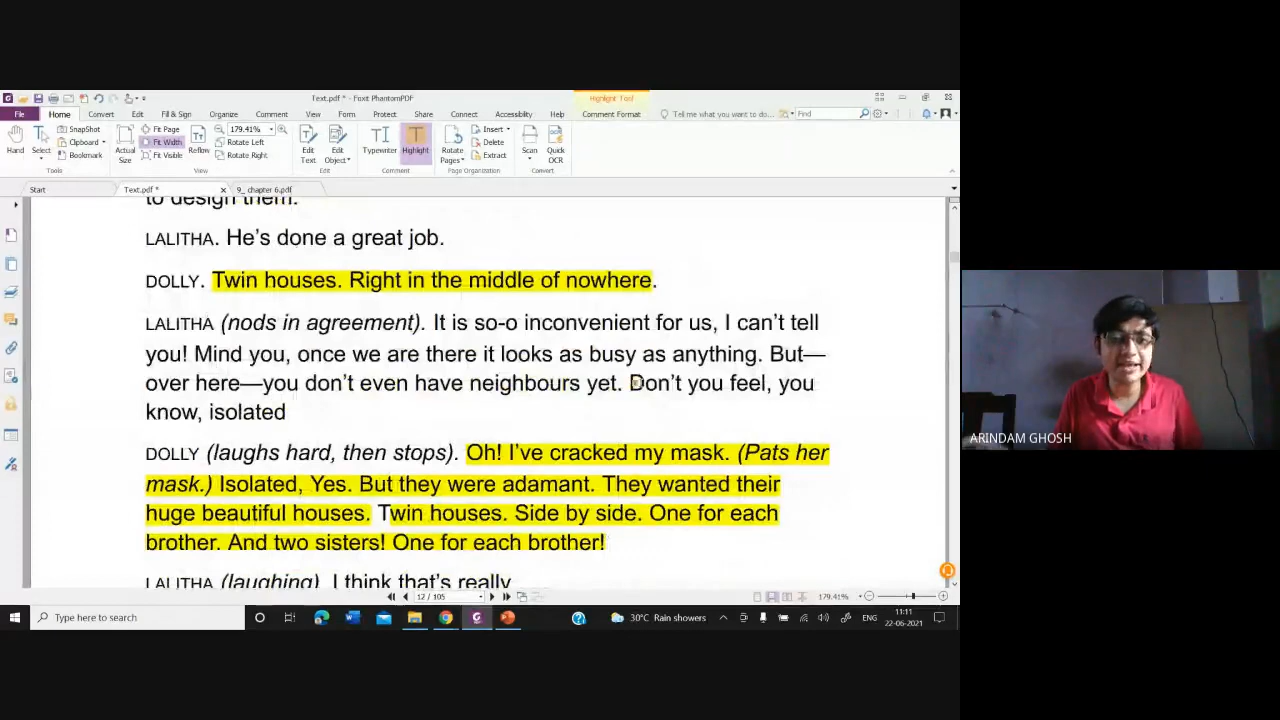 Text.pdf * - Foxit PhantomPDF
Highlight Tool
File Home Convert Edit Fill & Sign Organize Comment View Form Protect Share Connect Accessibility Help Comment Format Tell me what you want to do... Find
Hand
Select
SnapShot
Clipboard
Bookmark
Tools
Actual Size
Fit Page
Fit Width
Fit Visible
Reflow
179.41%
Rotate Left
Rotate Right
View
Edit Text
Edit Object
Edit
Typewriter
Highlight
Comment
Rotate Pages
Insert
Delete
Extract
Page Organization
Scan
Quick OCR
Convert
Start Text.pdf * 9_ chapter 6.pdf
to design them.
LALITHA. He's done a great job.
DOLLY. Twin houses. Right in the middle of nowhere.
LALITHA (nods in agreement). It is so-o inconvenient for us, I can't tell
you! Mind you, once we are there it looks as busy as anything. But—
over here—you don't even have neighbours yet. Don't you feel, you
know, isolated
DOLLY (laughs hard, then stops). Oh! I've cracked my mask. (Pats her
mask.) Isolated, Yes. But they were adamant. They wanted their
huge beautiful houses. Twin houses. Side by side. One for each
brother. And two sisters! One for each brother!
LALITHA (laughing). I think that's really
12 / 105
179.41%
Type here to search
30°C Rain showers
ENG
11:11
22-06-2021
ARINDAM GHOSH